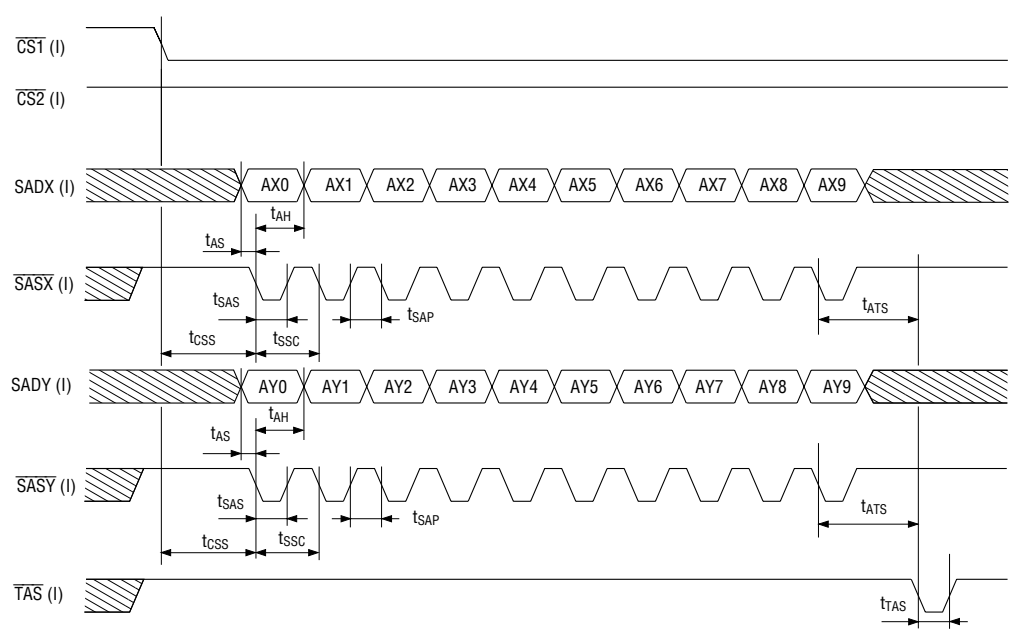 CS1 (I)
CS2 (I)
SADX (I) AX0 AX1 AX2 AX3 AX4 AX5 AX6 AX7 AX8 AX9
tAH
tAS
SASX (I)
tSAS tSAP tATS
tCSS tSSC
SADY (I) AY0 AY1 AY2 AY3 AY4 AY5 AY6 AY7 AY8 AY9
tAH
tAS
SASY (I)
tSAS tSAP tATS
tCSS tSSC
TAS (I)
tTAS